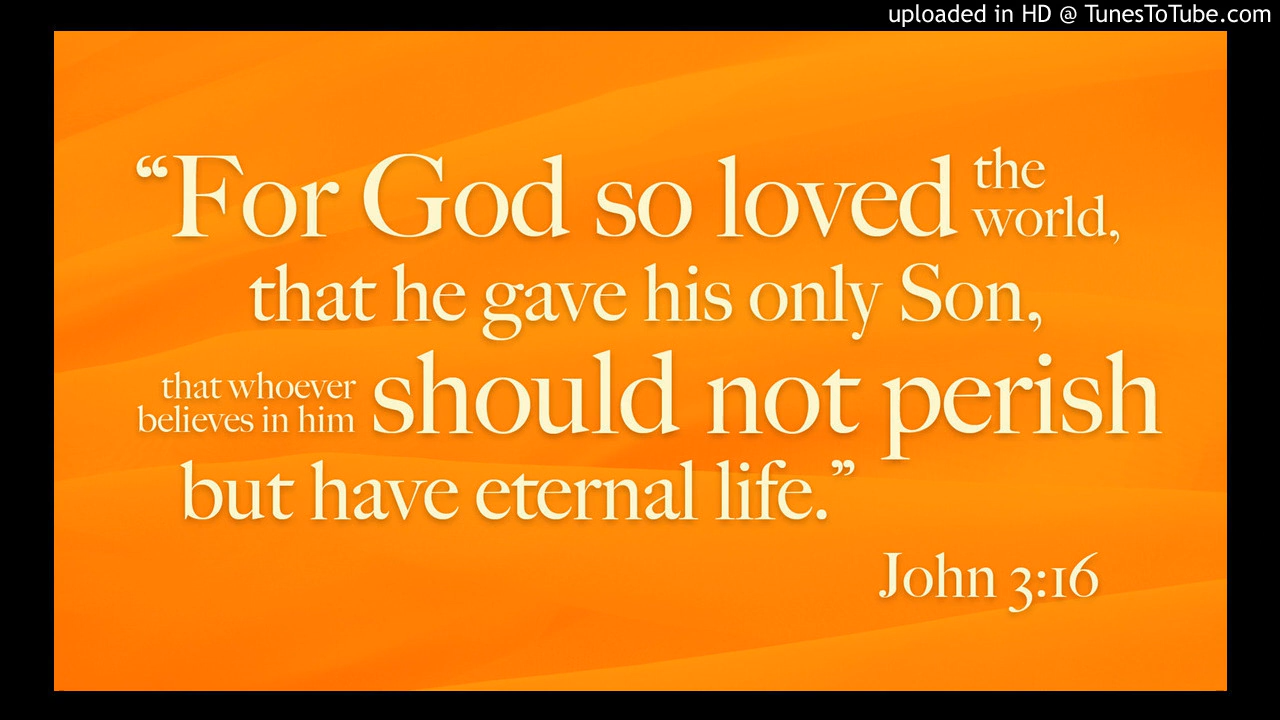 uploaded in HD @ TunesToTube.com
“For God so loved the world,
that he gave his only Son,
that whoever believes in him should not perish
but have eternal life.”
John 3:16